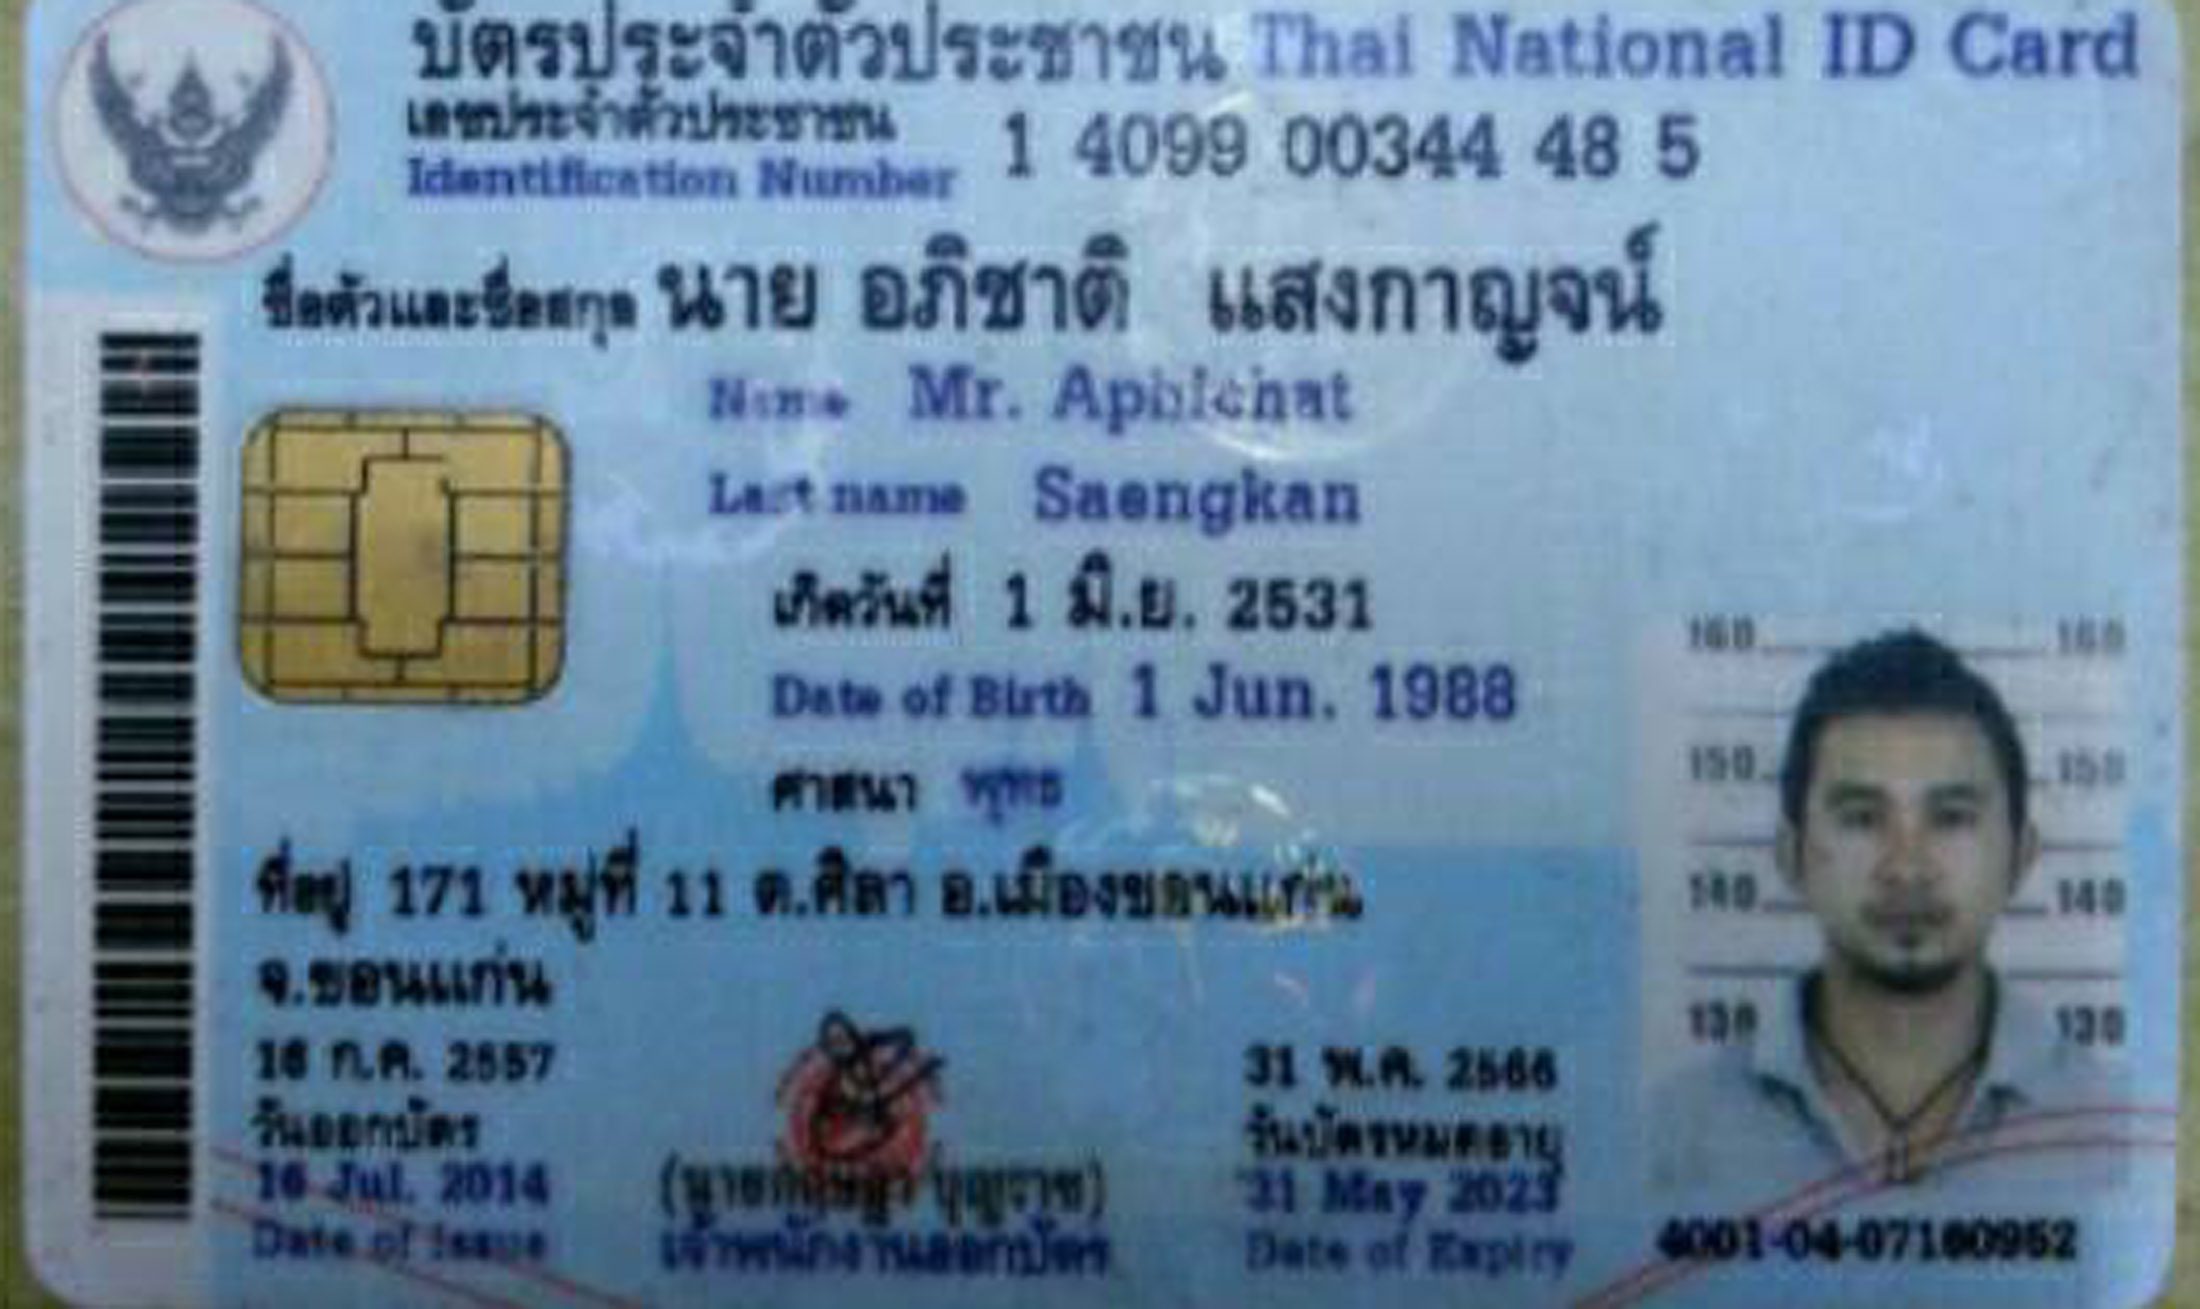 บัตรประจำตัวประชาชน Thai National ID Card
เลขประจำตัวประชาชน
Identification Number 1 4099 00344 48 5
ชื่อตัวและชื่อสกุล นาย อภิชาติ แสงกาญจน์
Name Mr. Aphichat
Last name Saengkan
เกิดวันที่ 1 มิ.ย. 2531
Date of Birth 1 Jun. 1988
ศาสนา พุทธ
160 160
150 150
140 140
130 130
ที่อยู่ 171 หมู่ที่ 11 ต.ศิลา อ.เมืองขอนแก่น
จ.ขอนแก่น
16 ก.ค. 2557
วันออกบัตร
16 Jul. 2014
Date of Issue
บุญราช)
เจ้าพนักงานออกบัตร
31 พ.ค. 2566
วันบัตรหมดอายุ
31 May 2023
Date of Expiry
4001-04-07160952